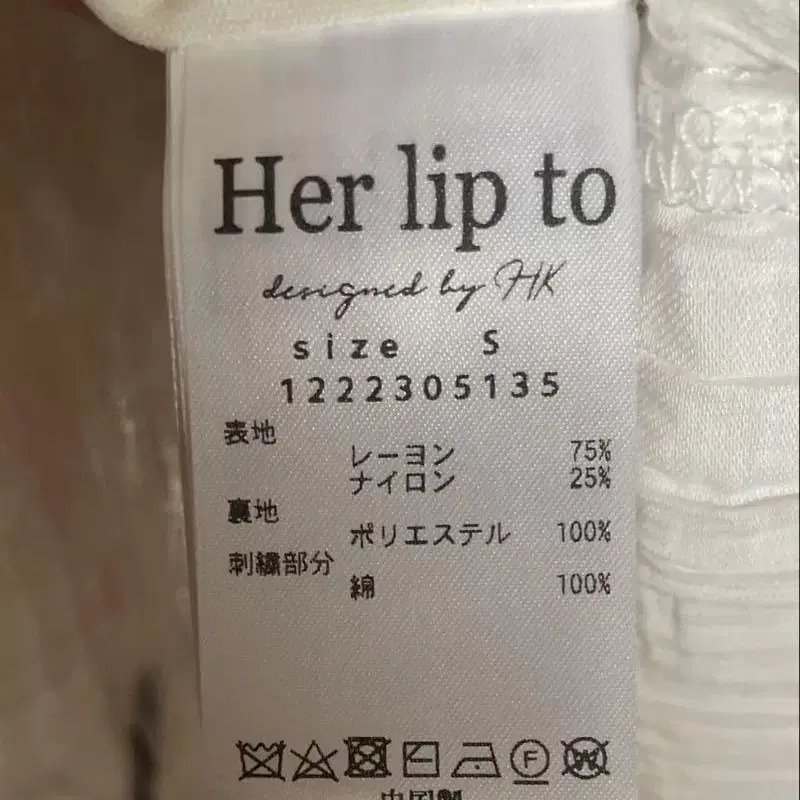 Her lip to
designed by HK
size S
1222305135
表地
レーヨン 75%
ナイロン 25%
裏地
ポリエステル 100%
刺繍部分
綿 100%
F W